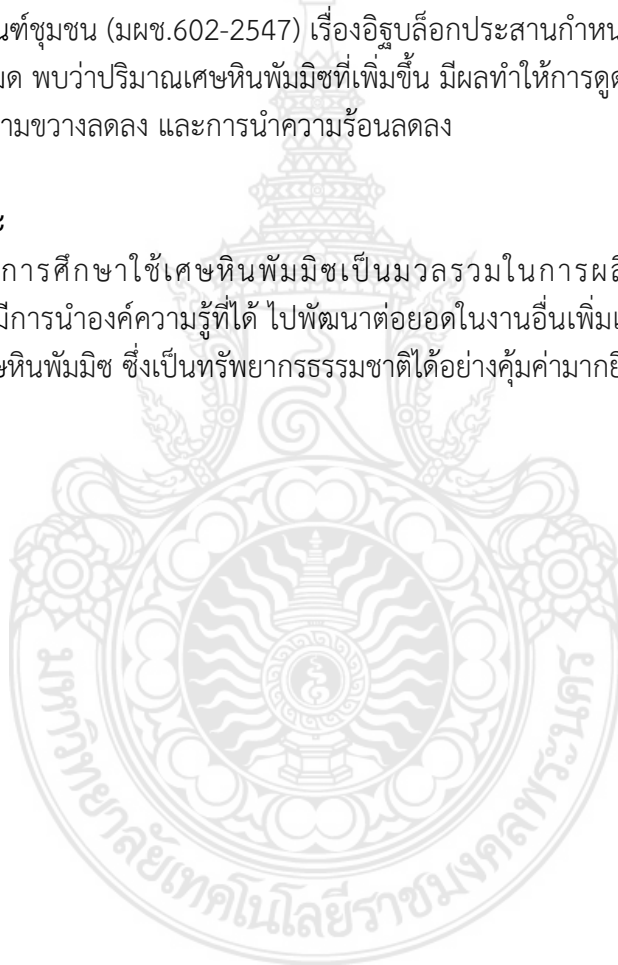 นฑ์ชุมชน (มผช.602-2547) เรื่องอิฐบล็อกประสานกำหน
มด พบว่าปริมาณเศษหินพัมมิซที่เพิ่มขึ้น มีผลทำให้การดูด
ามขวางลดลง และการนำความร้อนลดลง
ะ
การศึกษาใช้เศษหินพัมมิซเป็นมวลรวมในการผลิ
มีการนำองค์ความรู้ที่ได้ ไปพัฒนาต่อยอดในงานอื่นเพิ่มเ
ษหินพัมมิซ ซึ่งเป็นทรัพยากรธรรมชาติได้อย่างคุ้มค่ามากยิ
มหาวิทยาลัยเทคโนโลยีราชมงคลพระนคร